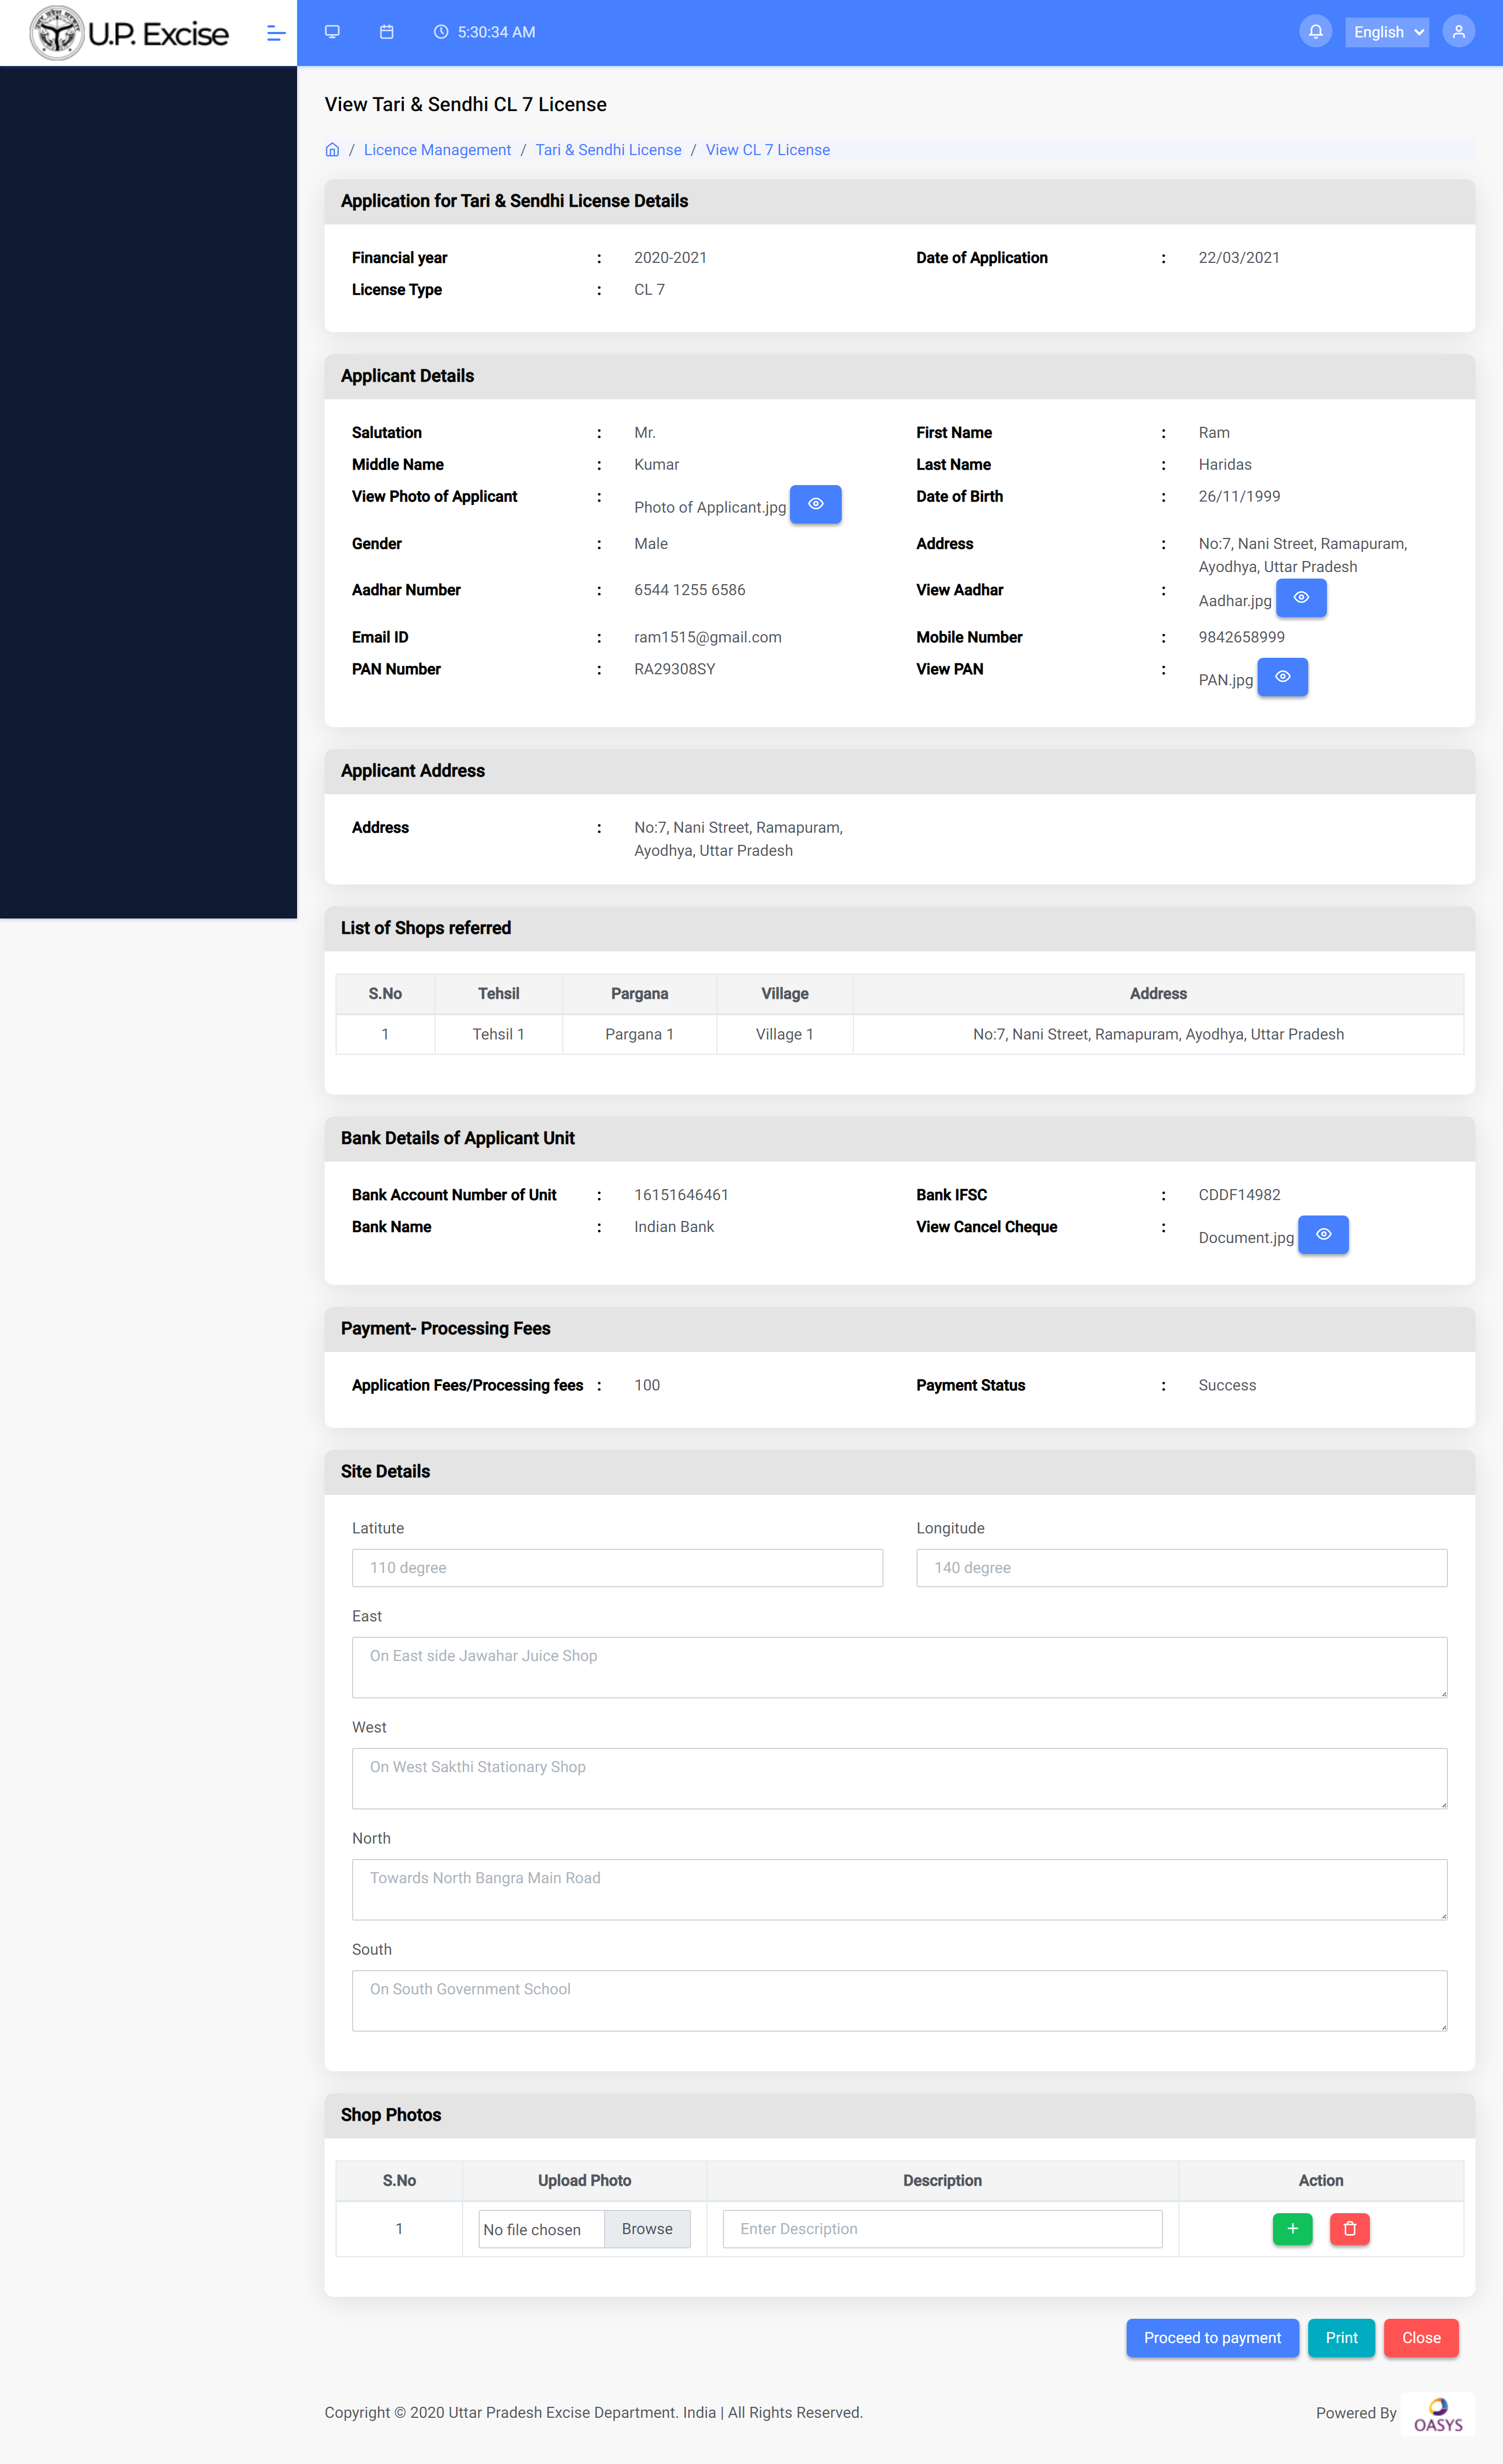 U.P. Excise
5:30:34 AM
English
View Tari & Sendhi CL 7 License
/ Licence Management / Tari & Sendhi License / View CL 7 License
Application for Tari & Sendhi License Details
Financial year : 2020-2021 Date of Application : 22/03/2021
License Type : CL 7
Applicant Details
Salutation : Mr. First Name : Ram
Middle Name : Kumar Last Name : Haridas
View Photo of Applicant : Photo of Applicant.jpg Date of Birth : 26/11/1999
Gender : Male Address : No:7, Nani Street, Ramapuram,
Ayodhya, Uttar Pradesh
Aadhar Number : 6544 1255 6586 View Aadhar : Aadhar.jpg
Email ID : ram1515@gmail.com Mobile Number : 9842658999
PAN Number : RA29308SY View PAN : PAN.jpg
Applicant Address
Address : No:7, Nani Street, Ramapuram,
Ayodhya, Uttar Pradesh
List of Shops referred
S.No Tehsil Pargana Village Address
1 Tehsil 1 Pargana 1 Village 1 No:7, Nani Street, Ramapuram, Ayodhya, Uttar Pradesh
Bank Details of Applicant Unit
Bank Account Number of Unit : 16151646461 Bank IFSC : CDDF14982
Bank Name : Indian Bank View Cancel Cheque : Document.jpg
Payment- Processing Fees
Application Fees/Processing fees : 100 Payment Status : Success
Site Details
Latitute Longitude
110 degree 140 degree
East
On East side Jawahar Juice Shop
West
On West Sakthi Stationary Shop
North
Towards North Bangra Main Road
South
On South Government School
Shop Photos
S.No Upload Photo Description Action
1 No file chosen Browse Enter Description
Proceed to payment Print Close
Copyright © 2020 Uttar Pradesh Excise Department. India | All Rights Reserved. Powered By OASYS